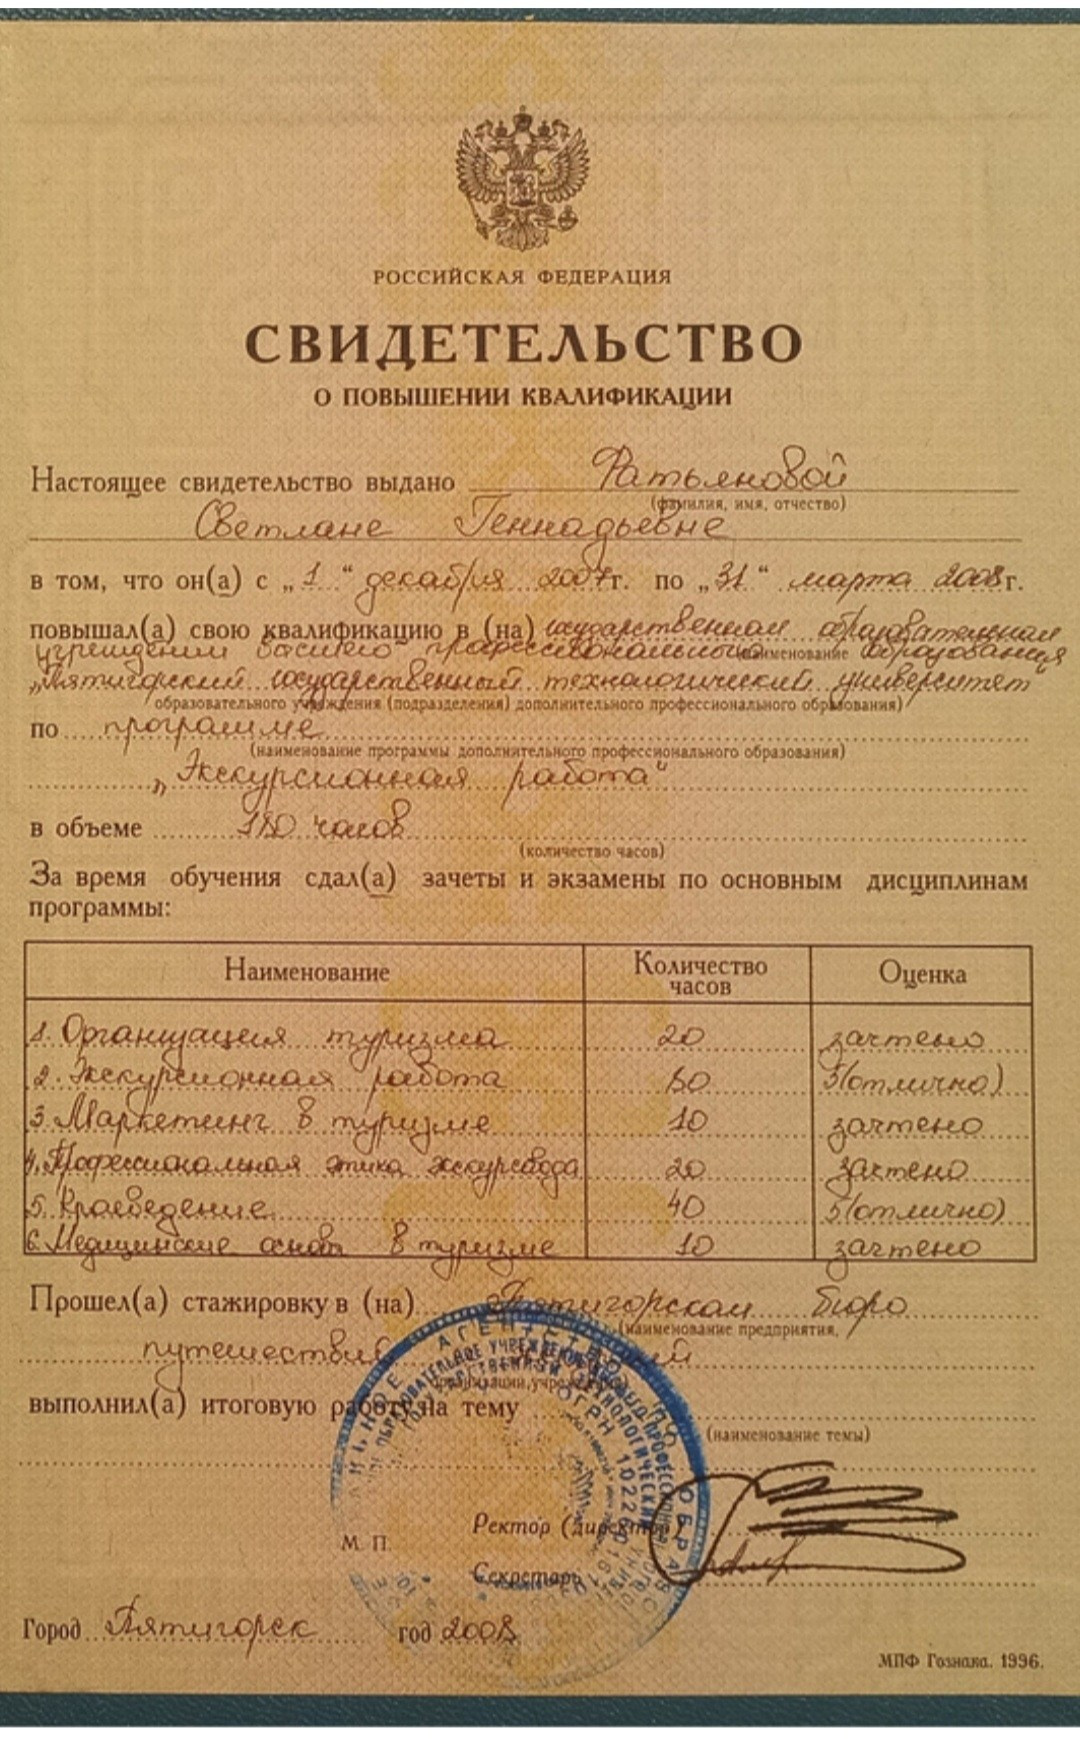 РОССИЙСКАЯ ФЕДЕРАЦИЯ
СВИДЕТЕЛЬСТВО
О ПОВЫШЕНИИ КВАЛИФИКАЦИИ
Настоящее свидетельство выдано Фатьяновой
(фамилия, имя, отчество)
Светлане Геннадьевне
в том, что он(а) с „1“ декабря 2007г. по „31“ марта 2008г.
повышал(а) свою квалификацию в (на) государственном образовательном
учреждении высшего профессионального образования
(наименование
„Пятигорский государственный технологический университет“
образовательного учреждения (подразделения) дополнительного профессионального образования)
по программе
(наименование программы дополнительного профессионального образования)
„Экскурсионная работа“
в объеме часов
(количество часов)
За время обучения сдал(а) зачеты и экзамены по основным дисциплинам
программы:
Наименование Количество часов Оценка
1. Организация туризма 20 зачтено
2. Экскурсионная работа 50 5(отлично)
3. Маркетинг в туризме 10 зачтено
4. Профессиональная этика экскурсовода 20 зачтено
5. Краеведение 40 5(отлично)
6. Медицинские основы в туризме 10 зачтено
Прошел(а) стажировку в (на) Пятигорском бюро
(наименование предприятия,
путешествий
организации, учреждения)
выполнил(а) итоговую работу на тему
(наименование темы)
Ректор (директор)
М. П.
Секретарь
Город Пятигорск год 2008
МПФ Гознака. 1996.